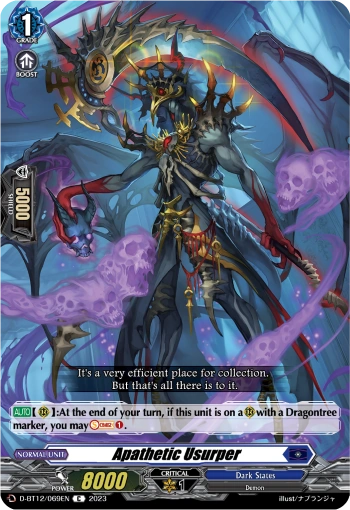 1
GRADE
BOOST
5000
SHIELD
It's a very efficient place for collection.
But that's all there is to it.
AUTO【 】:At the end of your turn, if this unit is on a with a Dragontree
marker, you may SC 1.
NORMAL UNIT
Apathetic Usurper
POWER 8000
CRITICAL
1
Dark States
Demon
D-BT12/069EN C 2023
illust/ナブランジャ